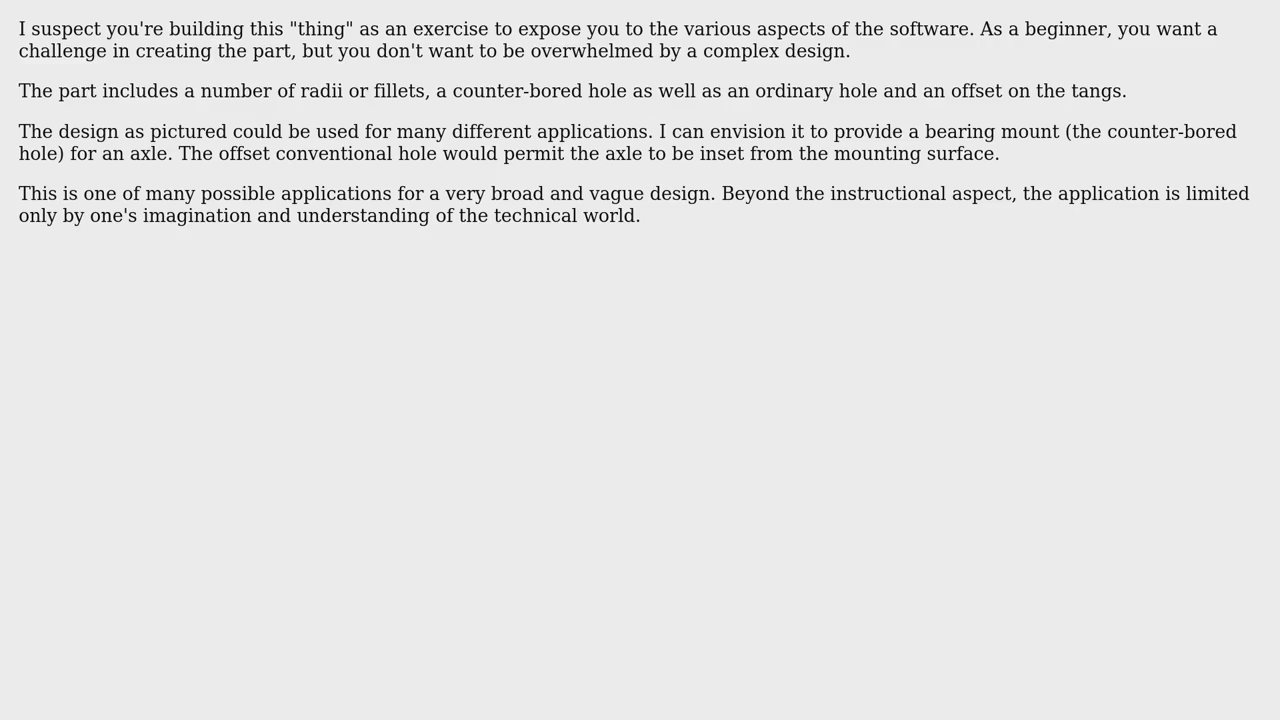 I suspect you're building this "thing" as an exercise to expose you to the various aspects of the software. As a beginner, you want a
challenge in creating the part, but you don't want to be overwhelmed by a complex design.
The part includes a number of radii or fillets, a counter-bored hole as well as an ordinary hole and an offset on the tangs.
The design as pictured could be used for many different applications. I can envision it to provide a bearing mount (the counter-bored
hole) for an axle. The offset conventional hole would permit the axle to be inset from the mounting surface.
This is one of many possible applications for a very broad and vague design. Beyond the instructional aspect, the application is limited
only by one's imagination and understanding of the technical world.